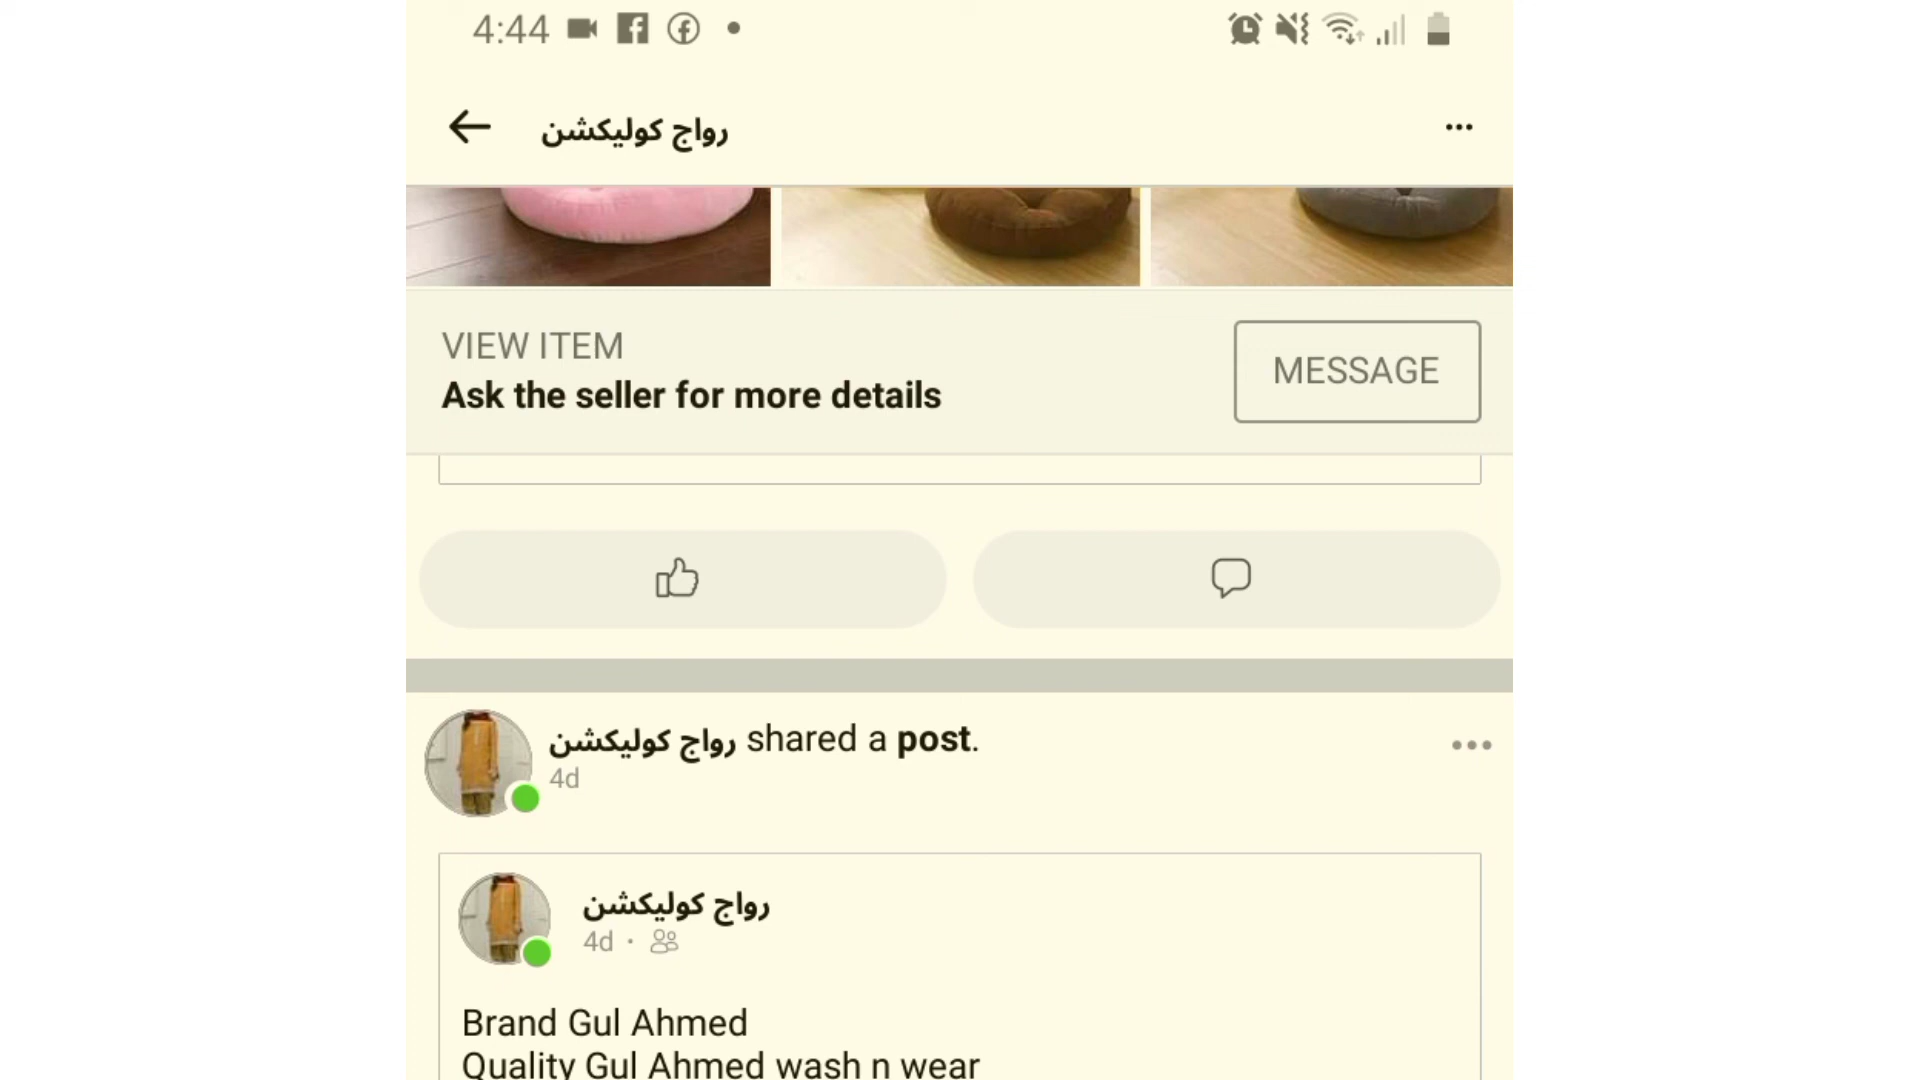 4:44
رواج کولیکشن
VIEW ITEM
Ask the seller for more details
MESSAGE
رواج کولیکشن shared a post.
4d
رواج کولیکشن
4d ·
Brand Gul Ahmed
Quality Gul Ahmed wash n wear